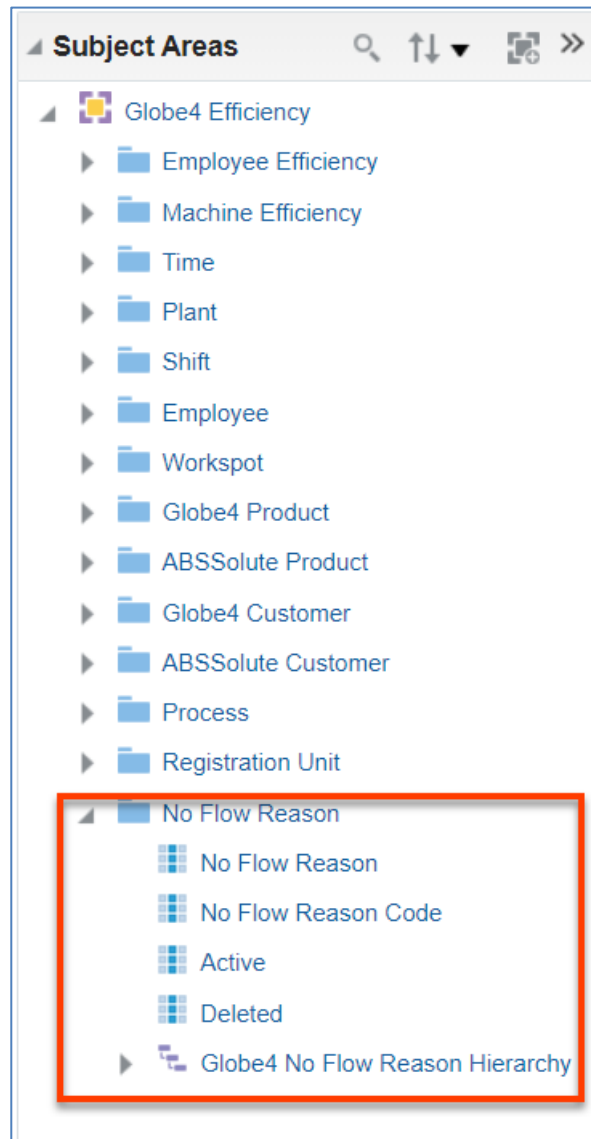 Subject Areas
Globe4 Efficiency
Employee Efficiency
Machine Efficiency
Time
Plant
Shift
Employee
Workspot
Globe4 Product
ABSSolute Product
Globe4 Customer
ABSSolute Customer
Process
Registration Unit
No Flow Reason
No Flow Reason
No Flow Reason Code
Active
Deleted
Globe4 No Flow Reason Hierarchy